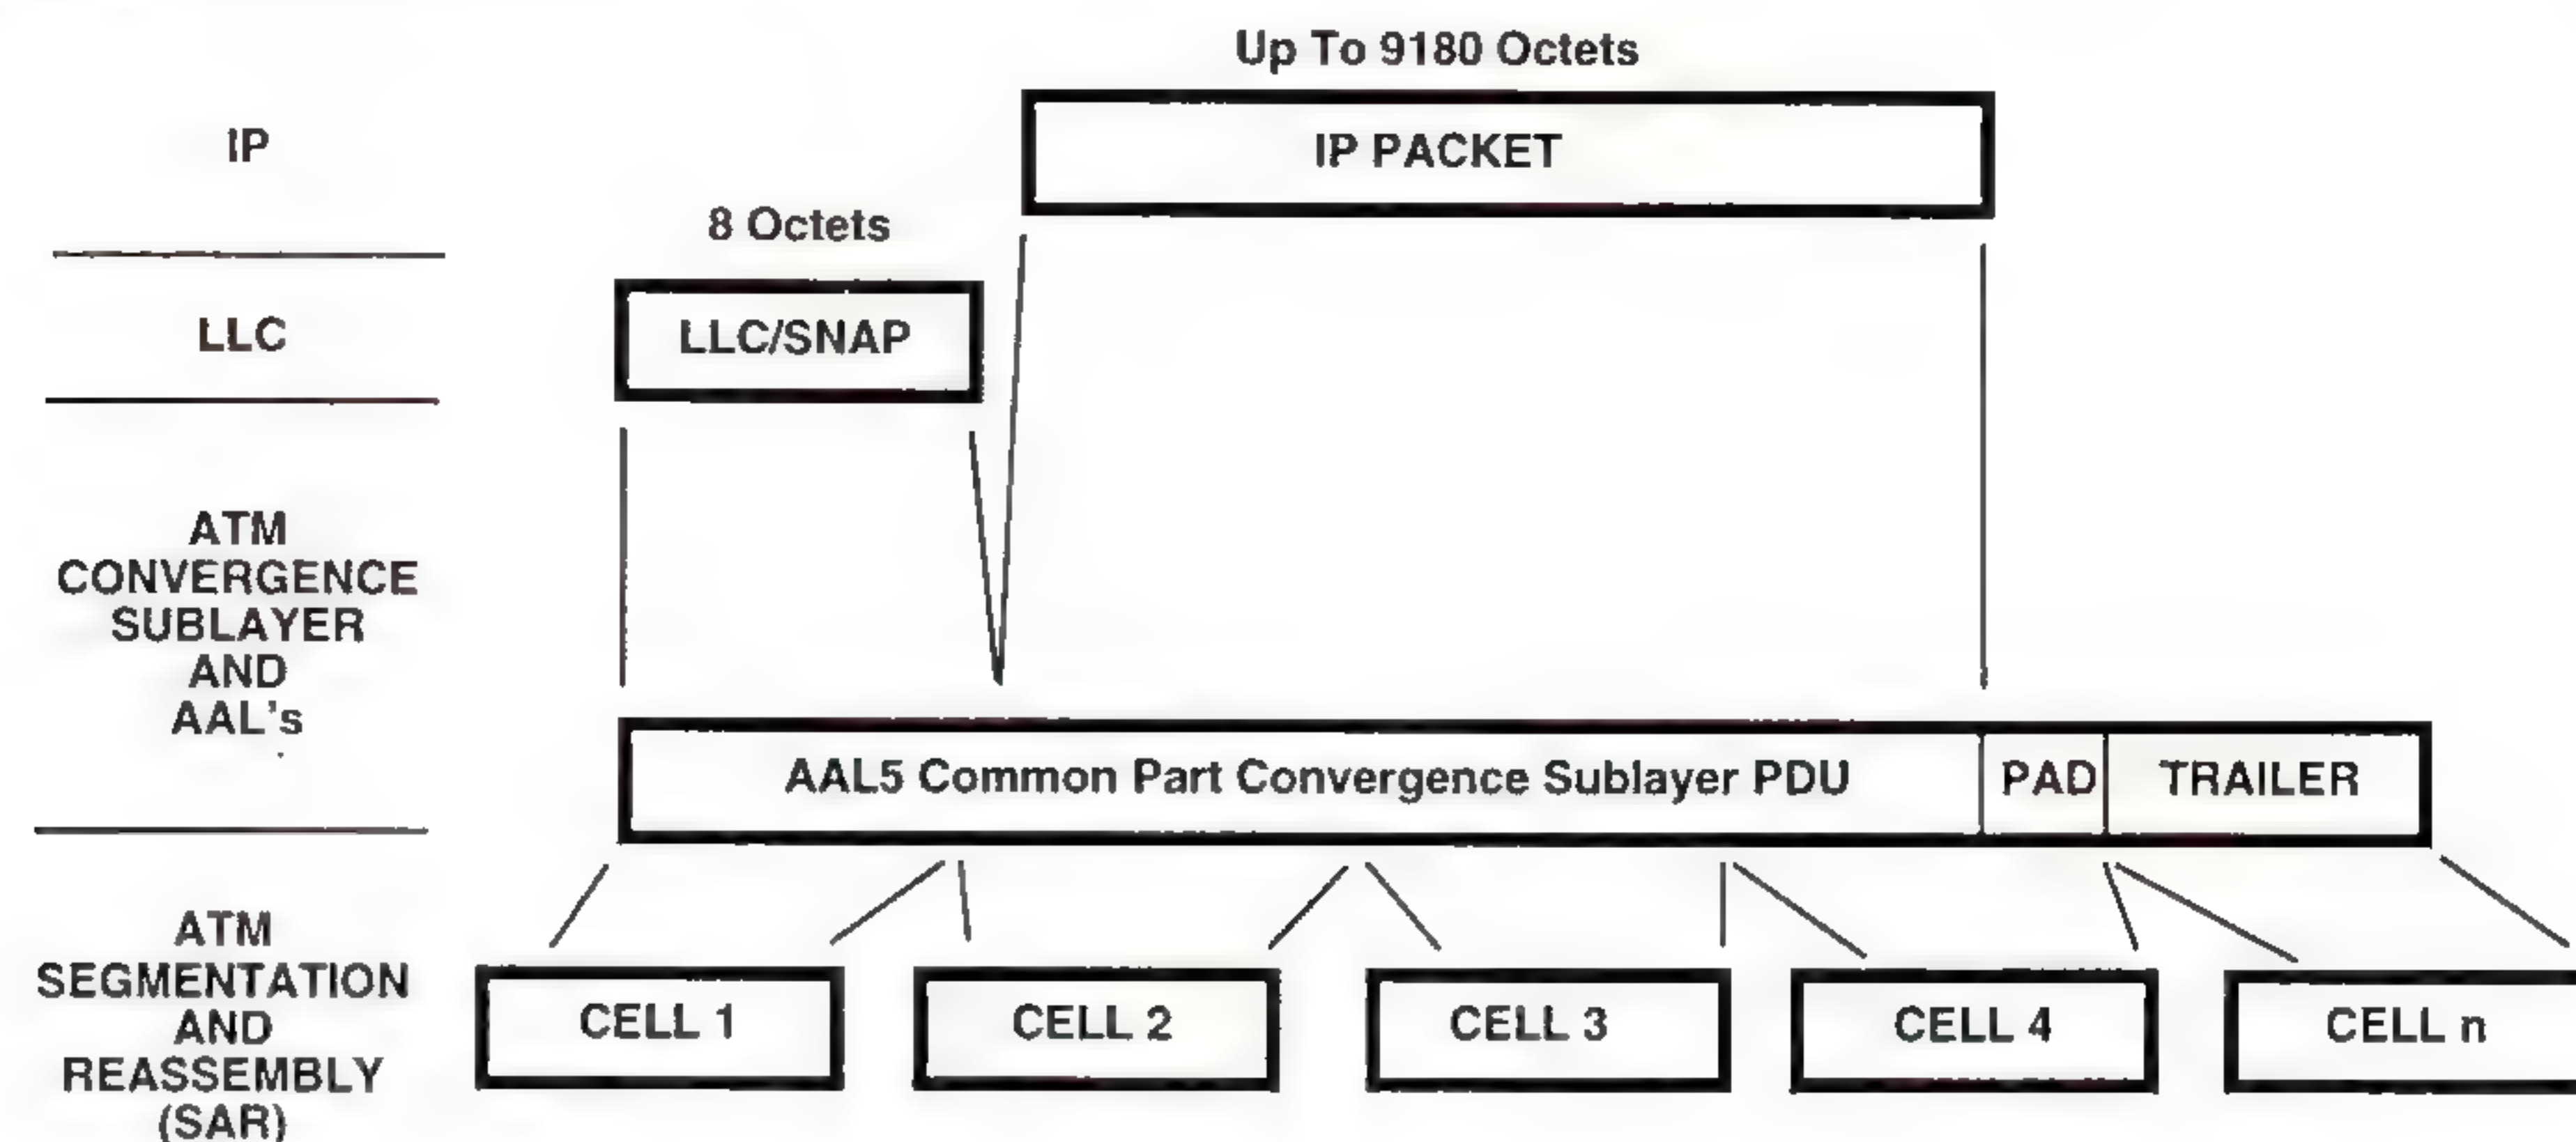 Up To 9180 Octets
IP
IP PACKET
8 Octets
LLC
LLC/SNAP
ATM
CONVERGENCE
SUBLAYER
AND
AAL's
AAL5 Common Part Convergence Sublayer PDU
PAD
TRAILER
ATM
SEGMENTATION
AND
REASSEMBLY
(SAR)
CELL 1
CELL 2
CELL 3
CELL 4
CELL n